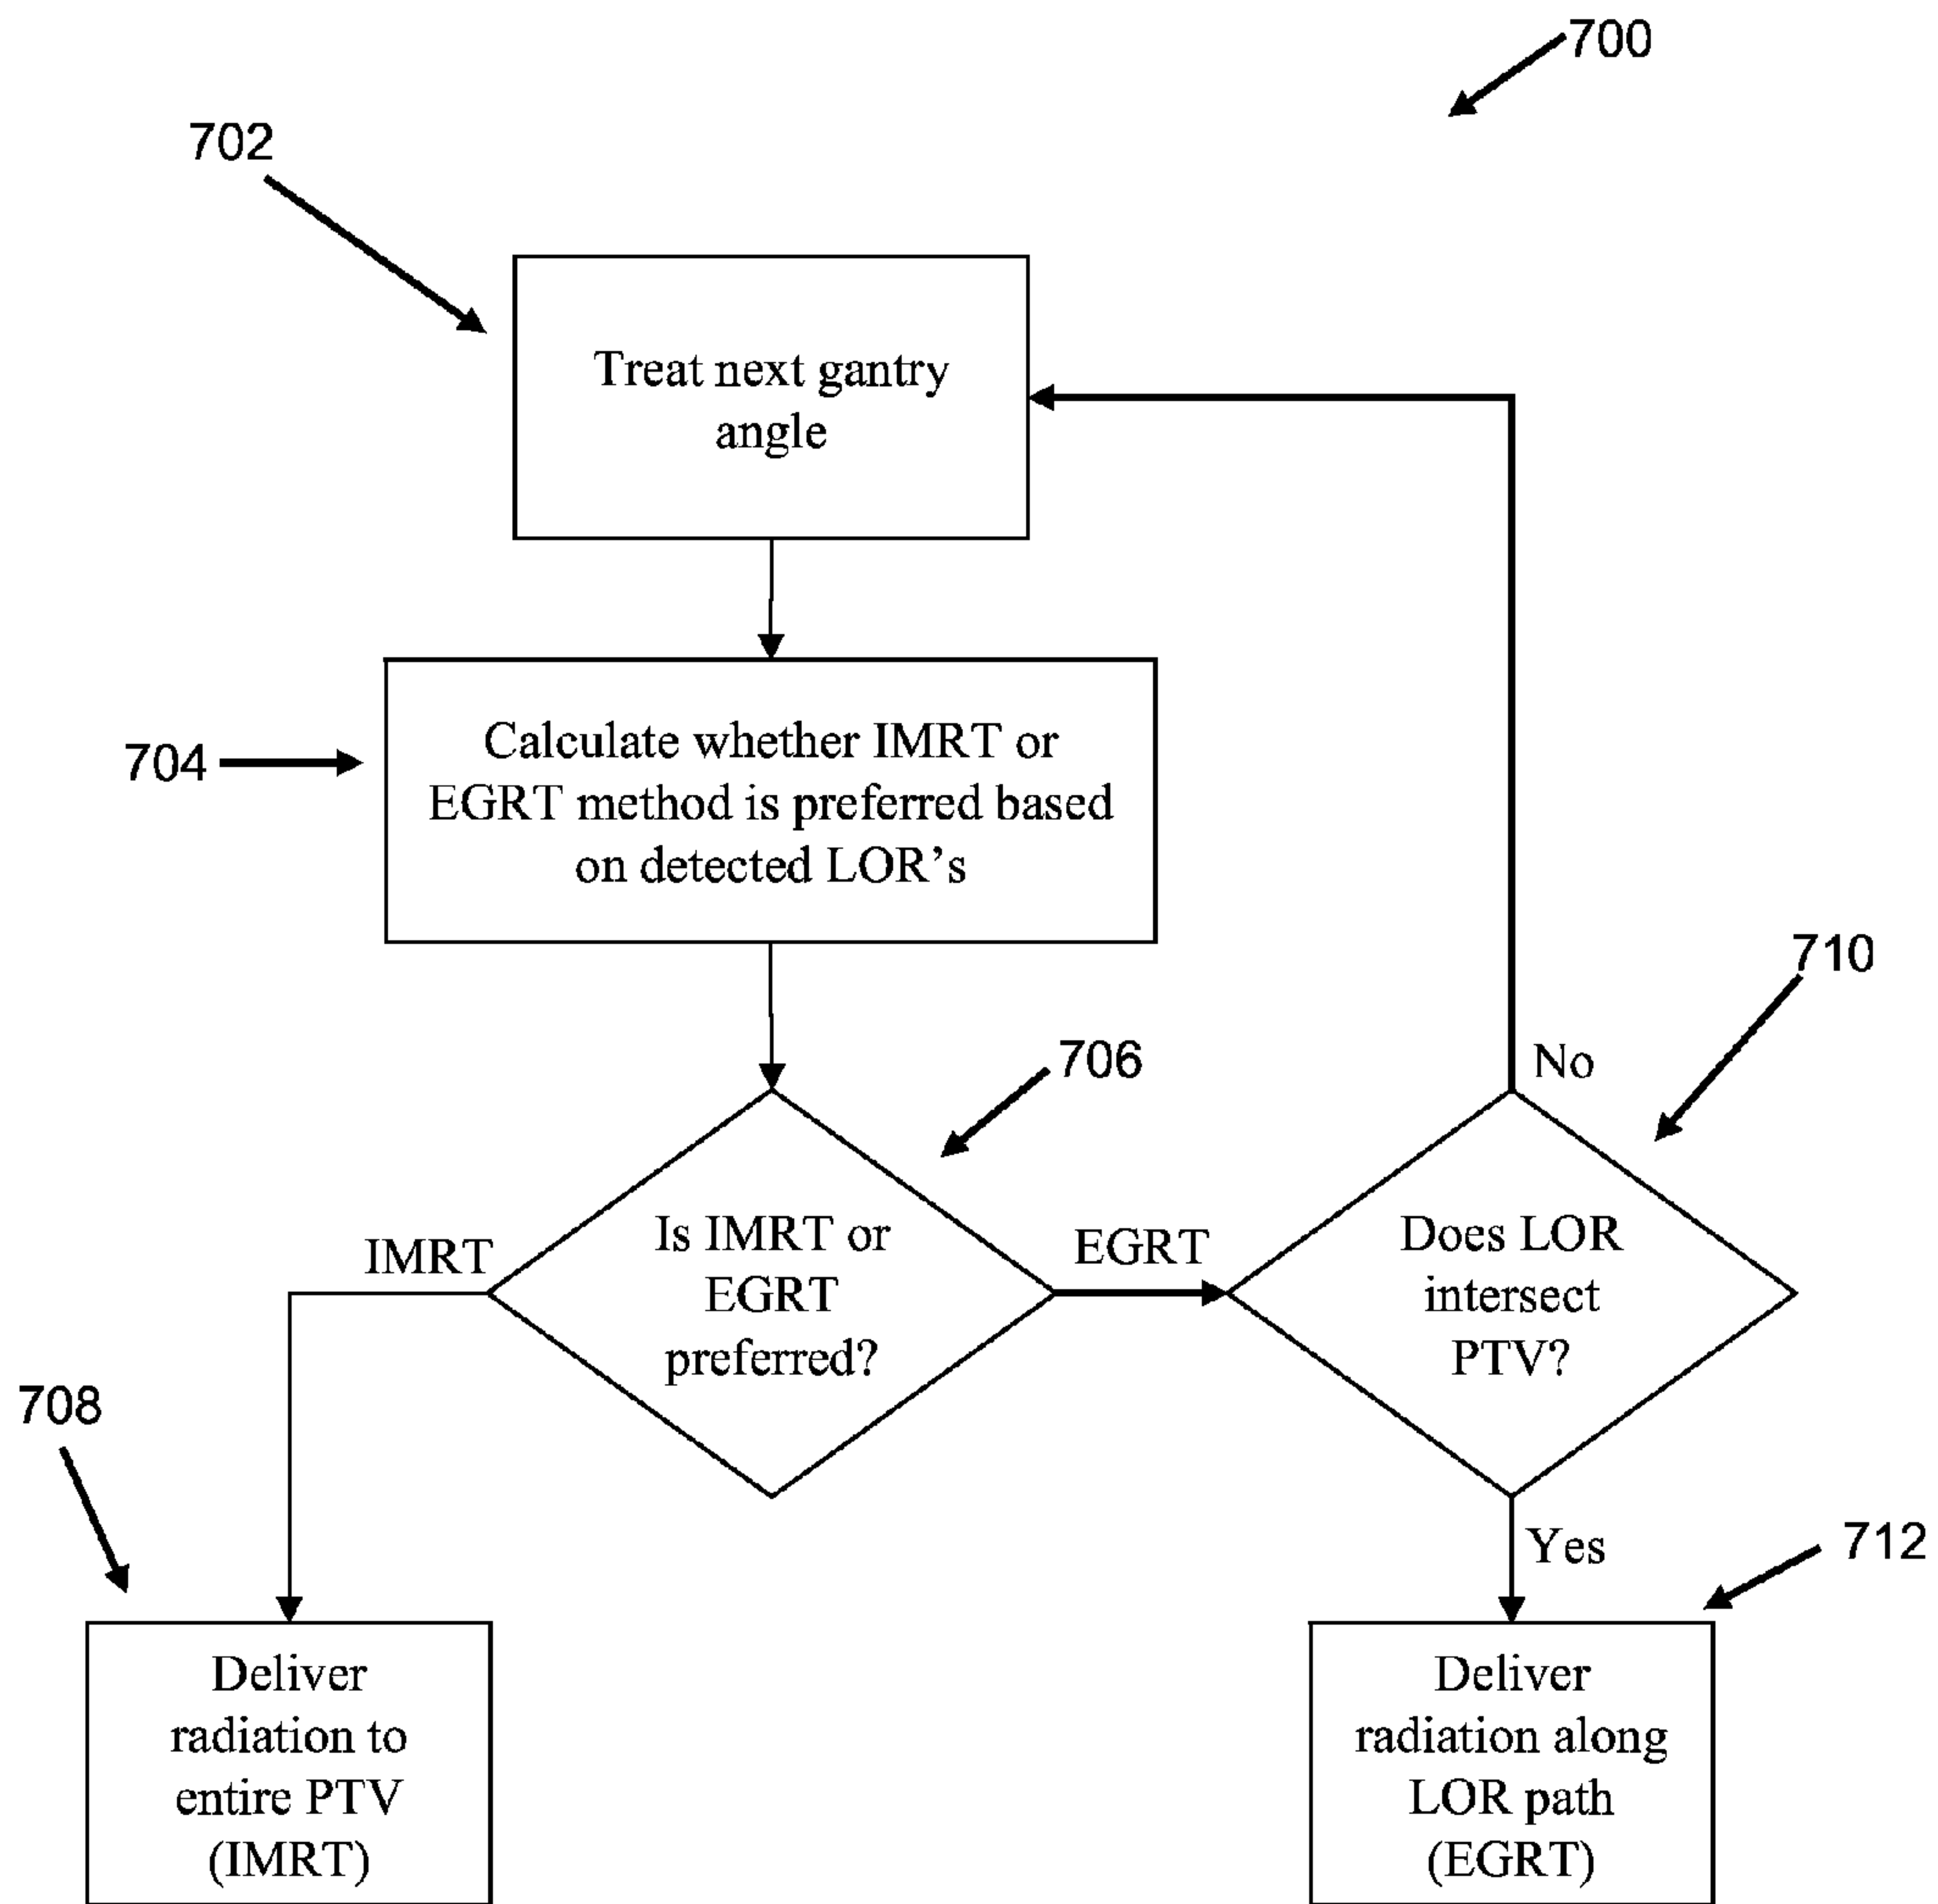 700
702
Treat next gantry
angle
704
Calculate whether IMRT or
EGRT method is preferred based
on detected LOR's
710
706
No
Is IMRT or
EGRT
preferred?
IMRT
EGRT
Does LOR
intersect
PTV?
708
Yes
712
Deliver
radiation to
entire PTV
(IMRT)
Deliver
radiation along
LOR path
(EGRT)